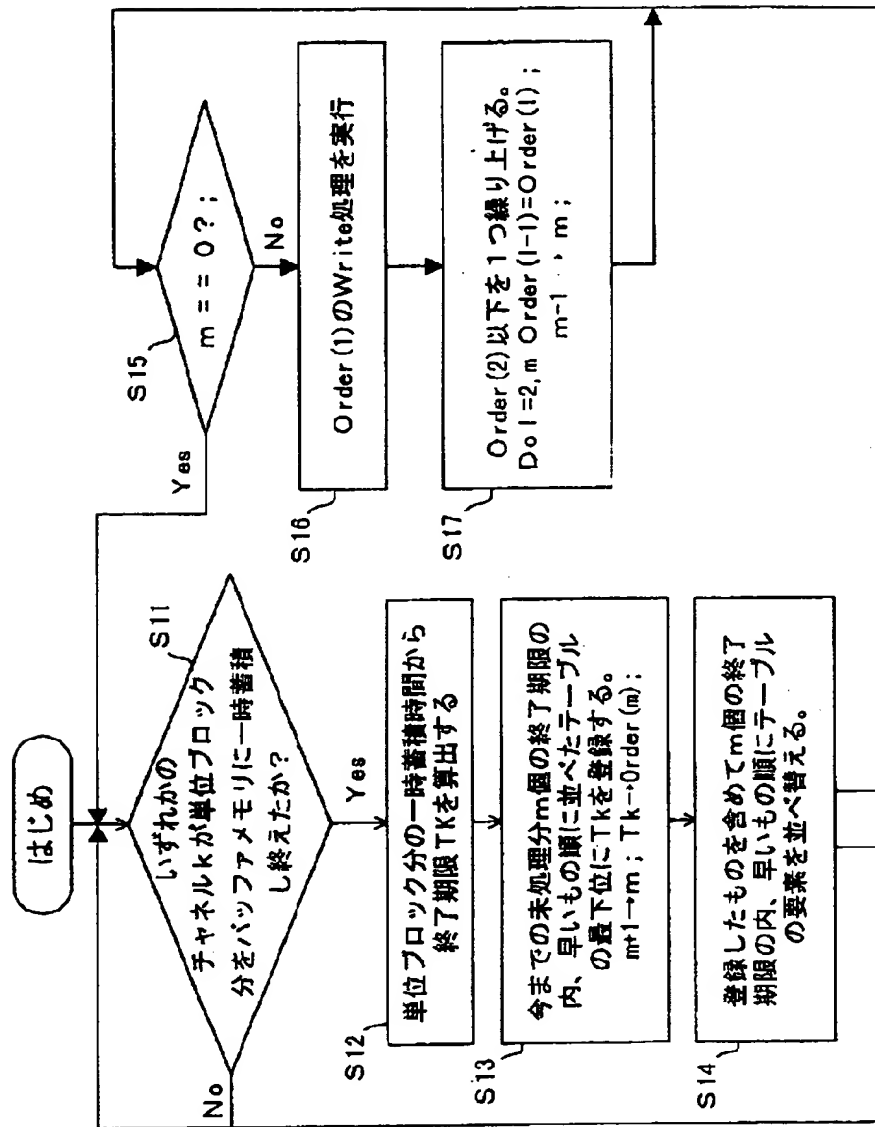 はじめ
S11
いずれかの
チャネルkが単位ブロック
分をバッファメモリに一時蓄積
し終えたか？
No
Yes
S12
単位ブロック分の一時蓄積時間から
終了期限TKを算出する
S13
今までの未処理分m個の終了期限の
内、早いもの順に並べたテーブル
の最下位にTkを登録する。
m+1→m；Tk→Order(m)；
S14
登録したものを含めてm個の終了
期限の内、早いもの順にテーブル
の要素を並べ替える。
S15
m＝＝0？；
Yes
No
S16
Order(1)のWrite処理を実行
S17
Order(2)以下を1つ繰り上げる。
Do l=2,m Order(l-1)=Order(l)；
m-1→m；